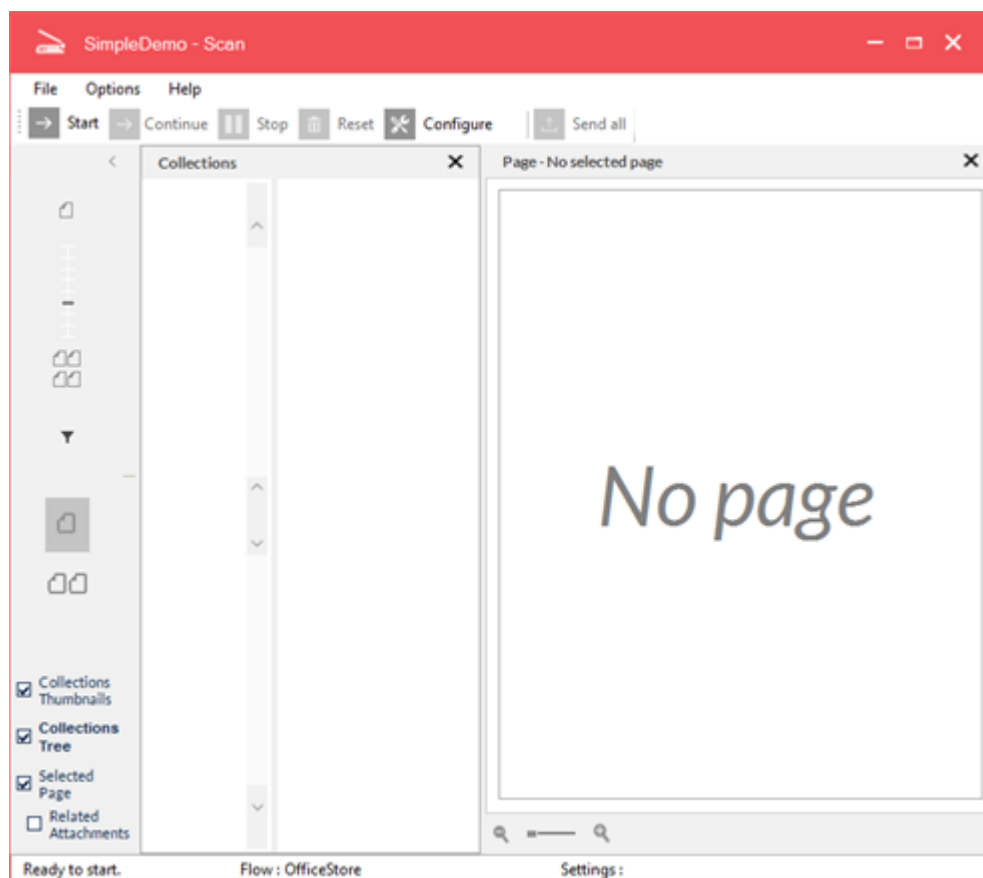 SimpleDemo - Scan
File Options Help
Start Continue Stop Reset Configure Send all
Collections
Page - No selected page
No page
Collections
Thumbnails
Collections
Tree
Selected
Page
Related
Attachments
Ready to start. Flow : OfficeStore Settings :